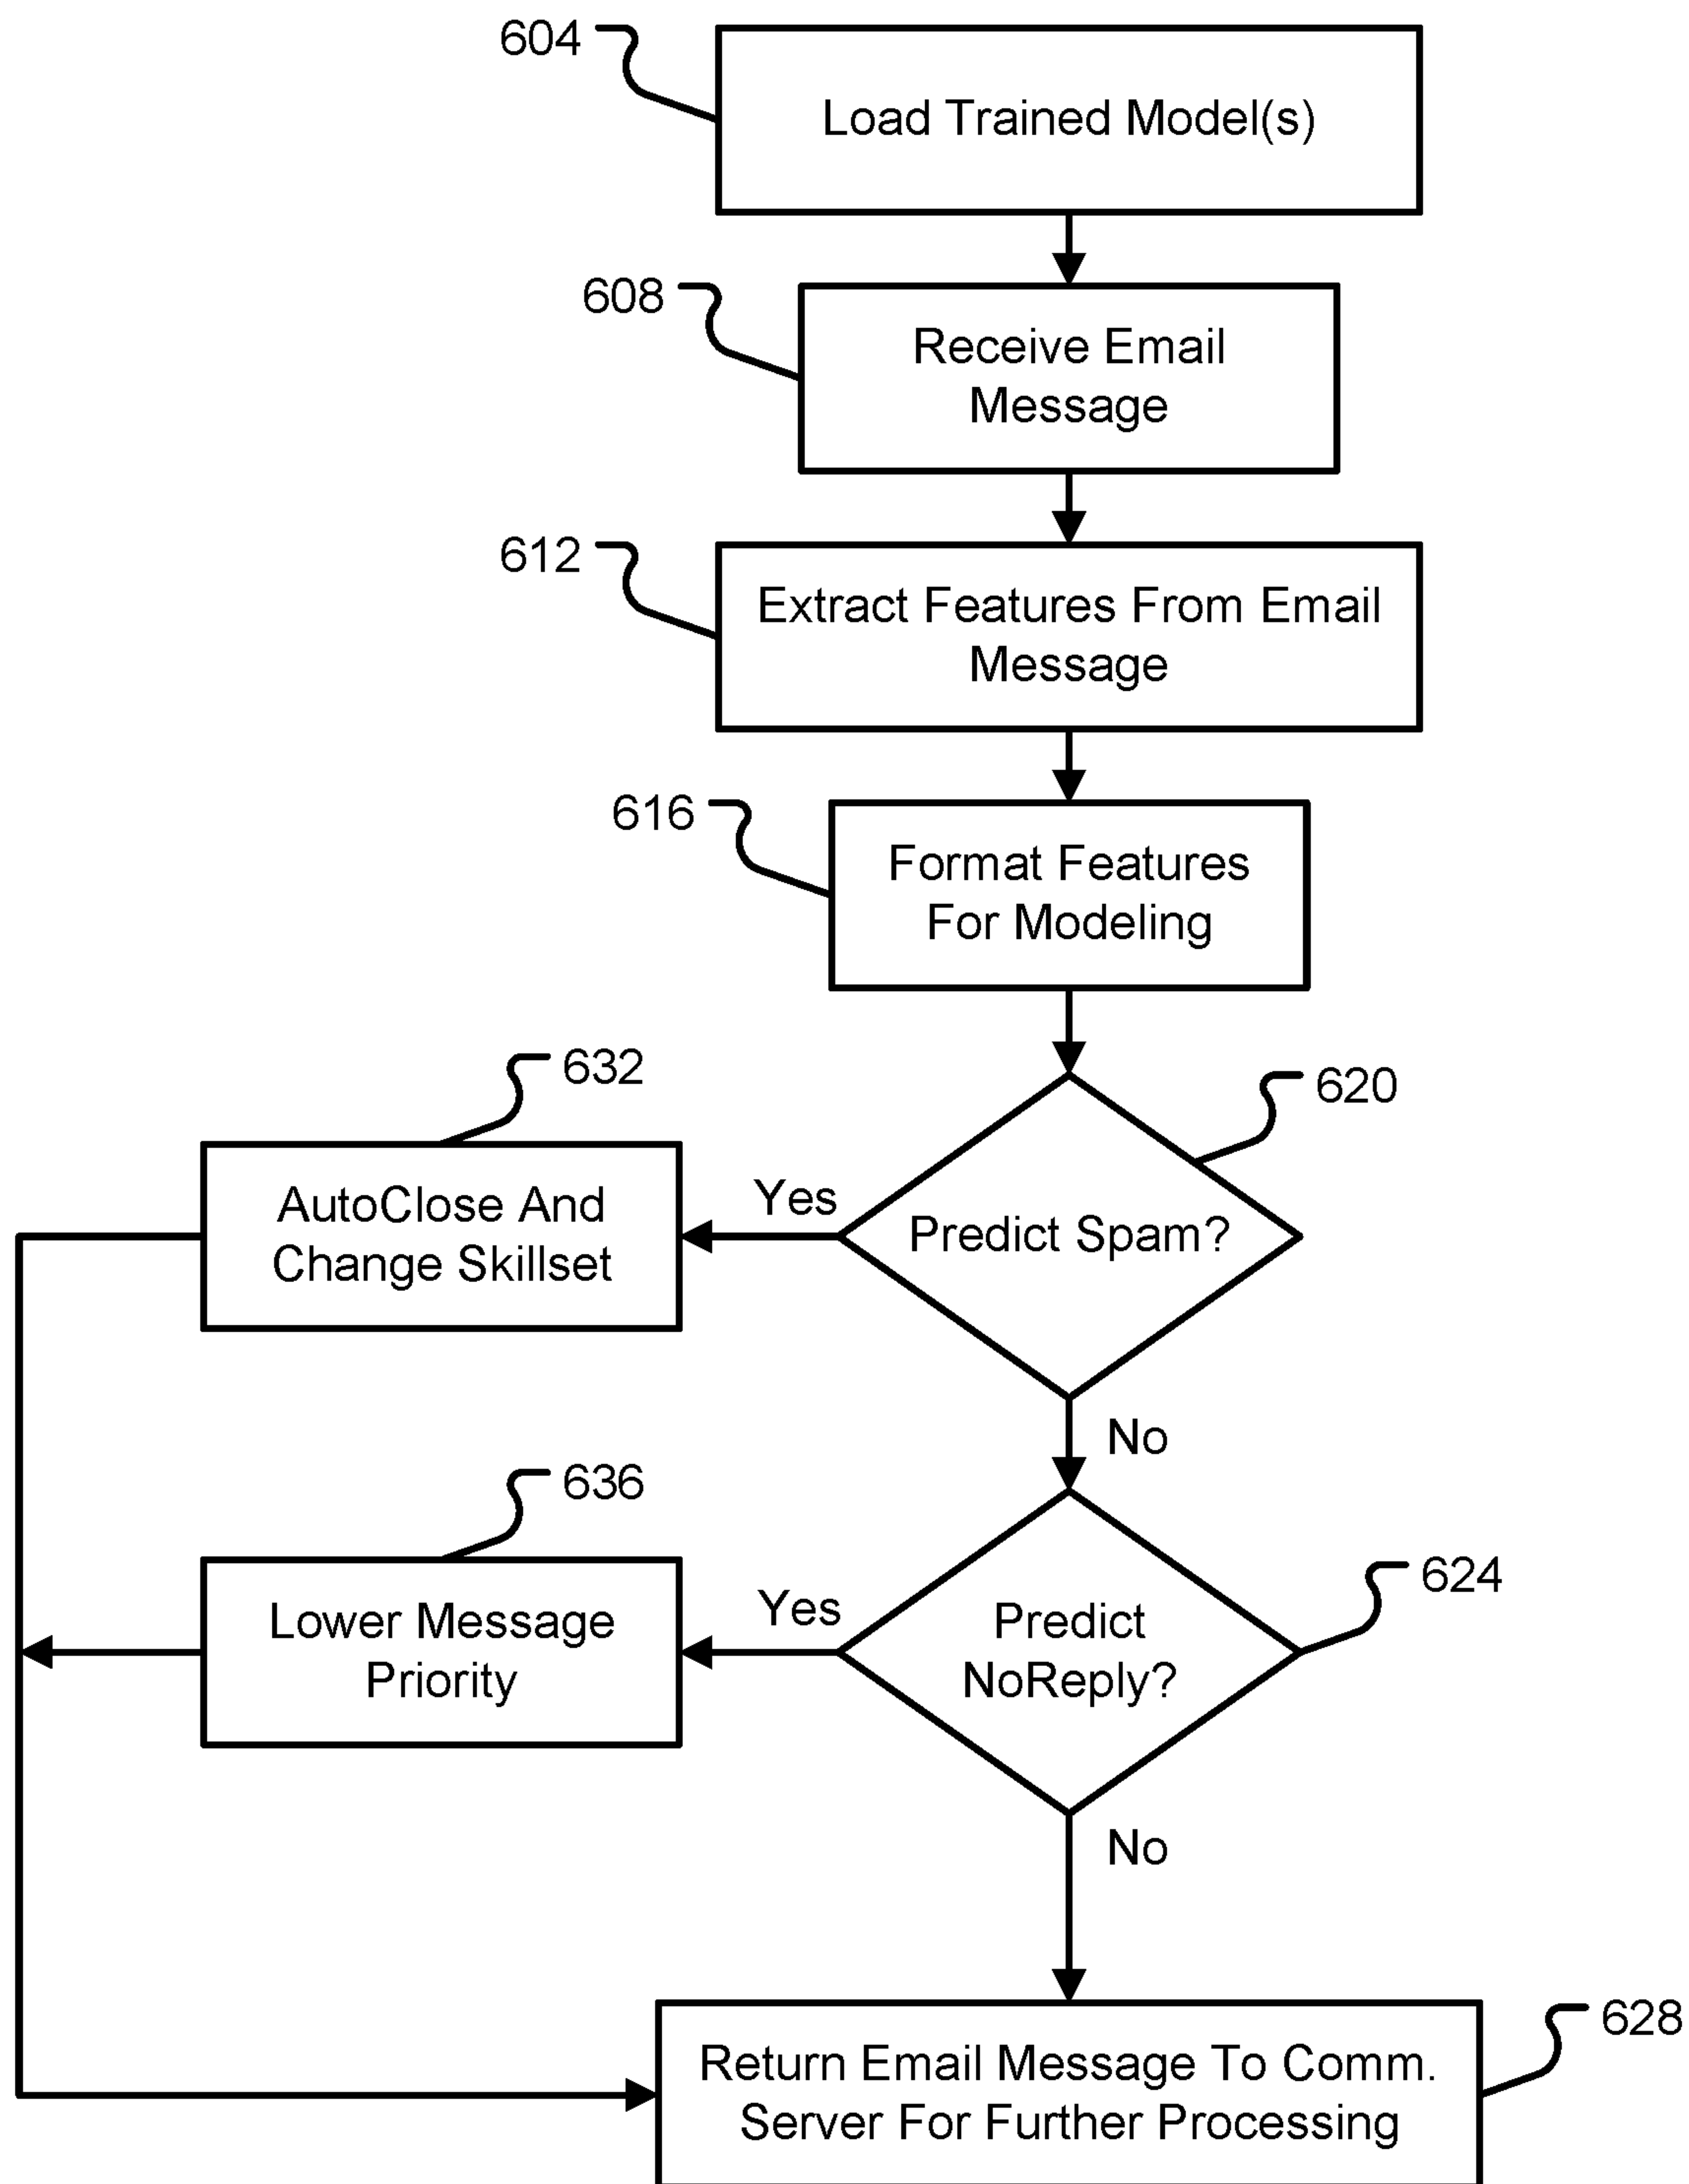 604
Load Trained Model(s)
608
Receive Email
Message
612
Extract Features From Email
Message
616
Format Features
For Modeling
632
620
AutoClose And
Change Skillset
Yes
Predict Spam?
No
636
624
Lower Message
Priority
Yes
Predict
NoReply?
No
628
Return Email Message To Comm.
Server For Further Processing